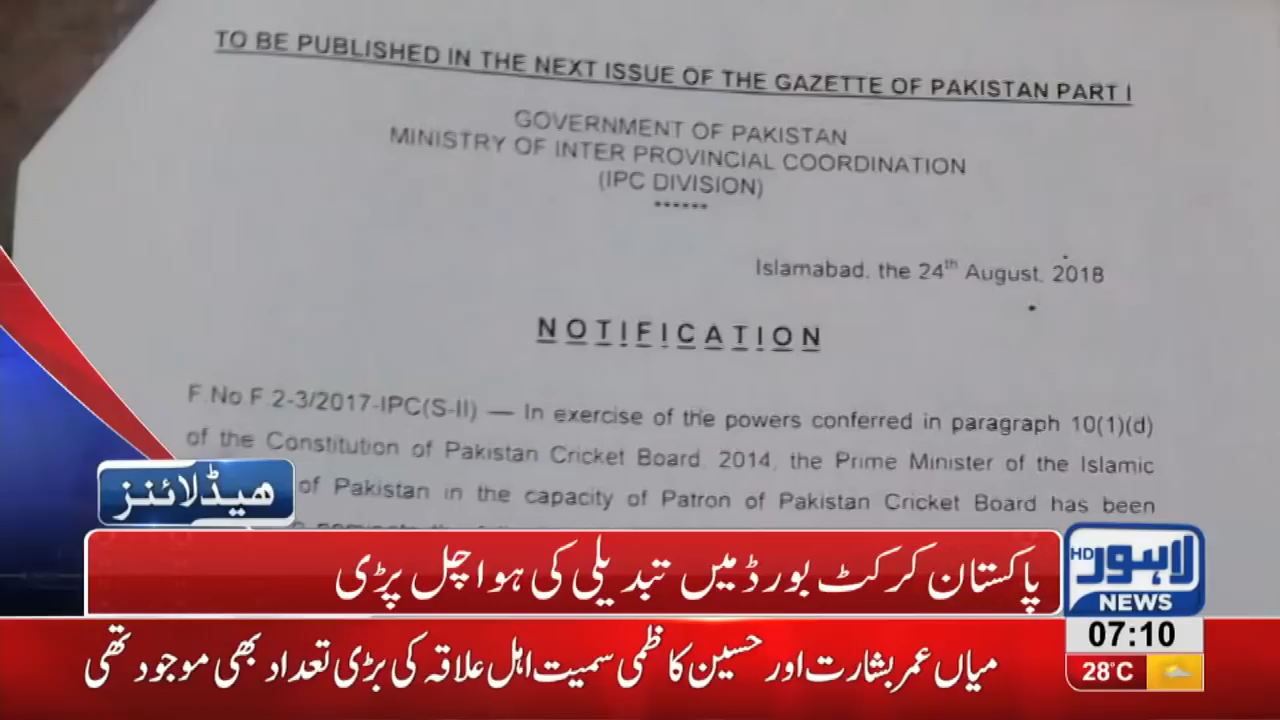 TO BE PUBLISHED IN THE NEXT ISSUE OF THE GAZETTE OF PAKISTAN PART I
GOVERNMENT OF PAKISTAN
MINISTRY OF INTER PROVINCIAL COORDINATION
(IPC DIVISION)
******
Islamabad, the 24th August, 2018
NOTIFICATION
F.No.F.2-3/2017-IPC(S-II) — In exercise of the powers conferred in paragraph 10(1)(d)
of the Constitution of Pakistan Cricket Board, 2014, the Prime Minister of the Islamic
of Pakistan in the capacity of Patron of Pakistan Cricket Board has been
ھیڈلائنز
پاکستان کرکٹ بورڈ میں تبدیلی کی ہوا چل پڑی
HD لاہور
NEWS
07:10
28°C
میاں عمر بشارت اور حسین کاظمی سمیت اہل علاقہ کی بڑی تعداد بھی موجود تھی